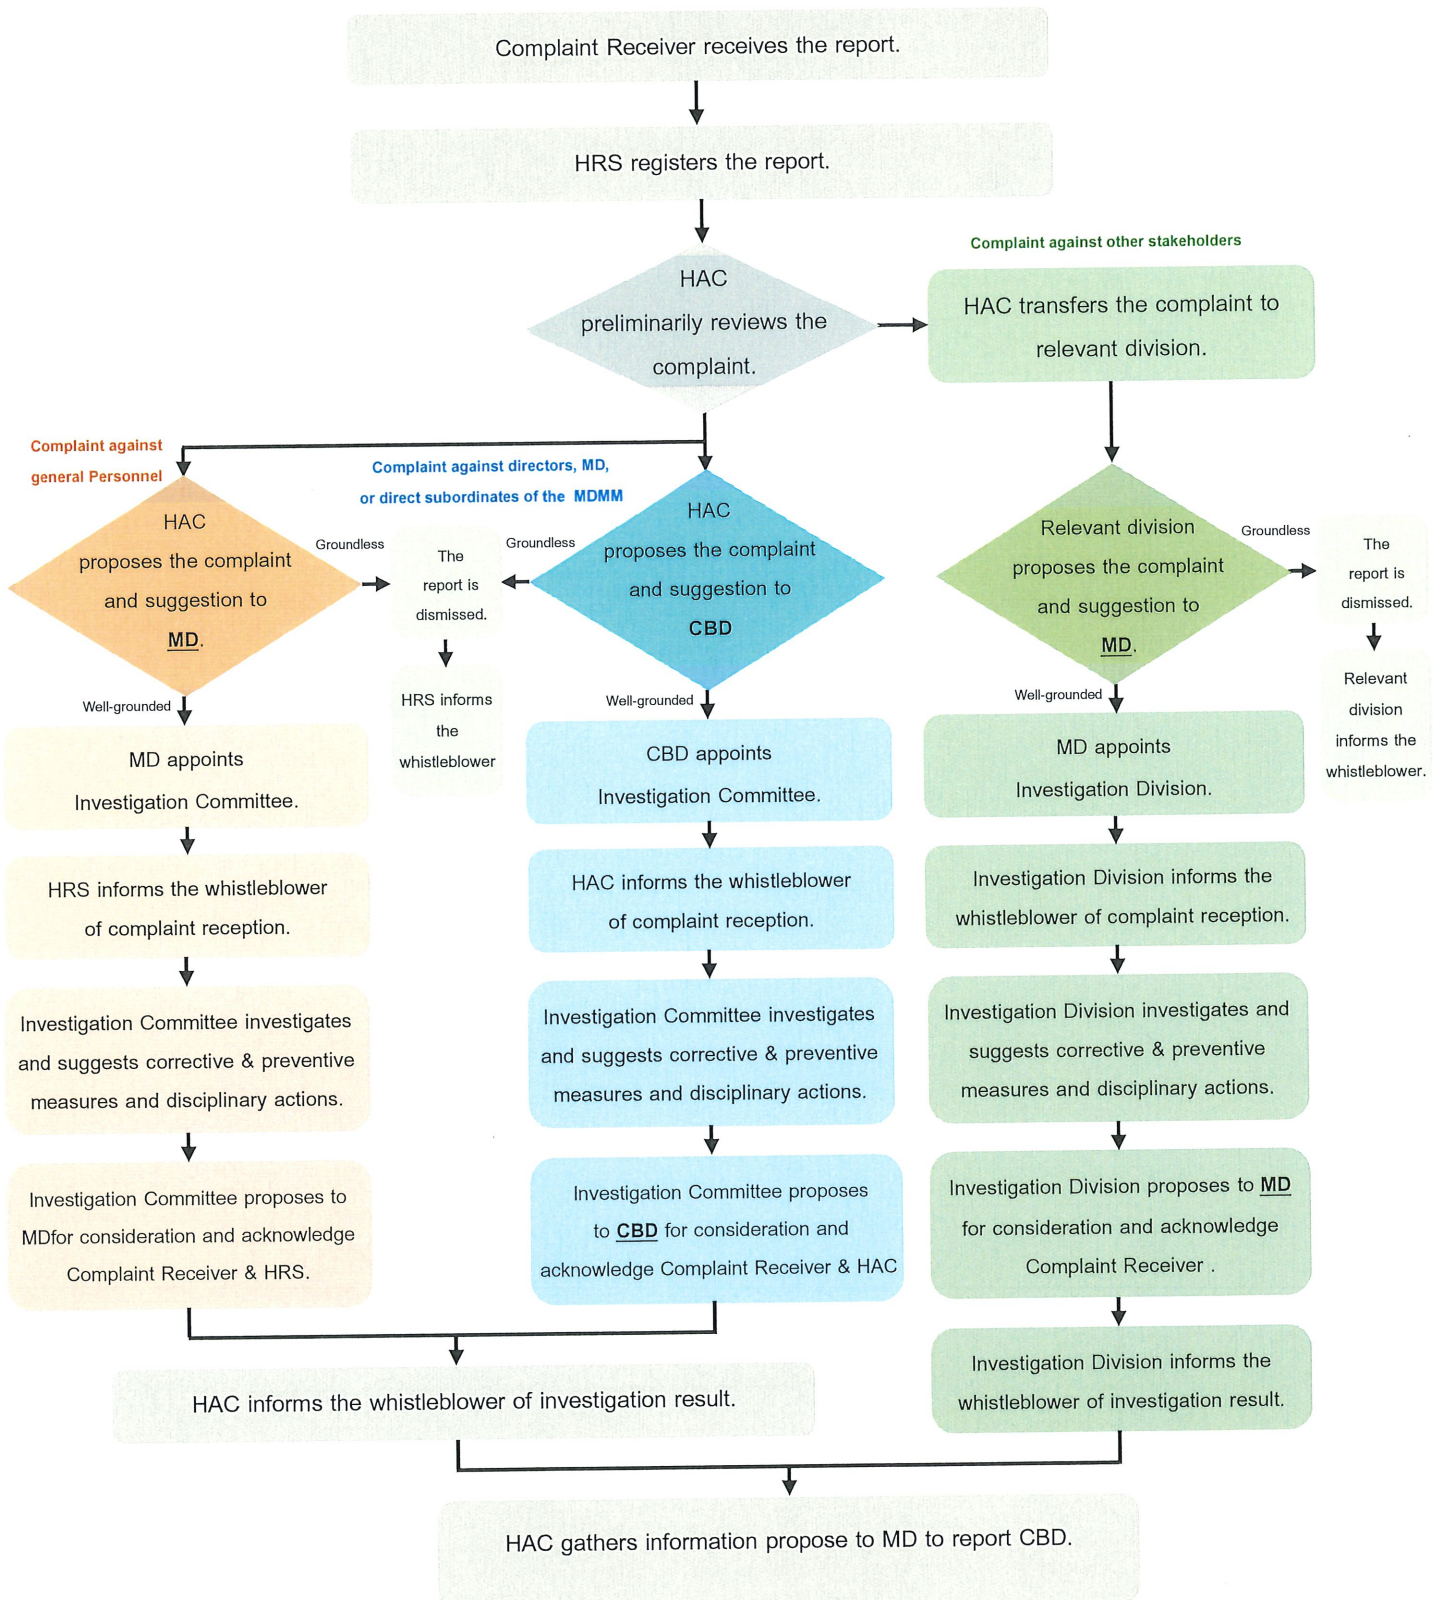 Complaint Receiver receives the report.
HRS registers the report.
HAC
preliminarily reviews the
complaint.
Complaint against other stakeholders
HAC transfers the complaint to
relevant division.
Complaint against
general Personnel
HAC
proposes the complaint
and suggestion to
MD.
Groundless
Well-grounded
Complaint against directors, MD,
or direct subordinates of the MDMM
HAC
proposes the complaint
and suggestion to
CBD
Groundless
Well-grounded
The
report is
dismissed.
HRS informs
the
whistleblower
Relevant division
proposes the complaint
and suggestion to
MD.
Groundless
Well-grounded
The
report is
dismissed.
Relevant
division
informs the
whistleblower.
MD appoints
Investigation Committee.
HRS informs the whistleblower
of complaint reception.
Investigation Committee investigates
and suggests corrective & preventive
measures and disciplinary actions.
Investigation Committee proposes to
MDfor consideration and acknowledge
Complaint Receiver & HRS.
CBD appoints
Investigation Committee.
HAC informs the whistleblower
of complaint reception.
Investigation Committee investigates
and suggests corrective & preventive
measures and disciplinary actions.
Investigation Committee proposes
to CBD for consideration and
acknowledge Complaint Receiver & HAC
MD appoints
Investigation Division.
Investigation Division informs the
whistleblower of complaint reception.
Investigation Division investigates and
suggests corrective & preventive
measures and disciplinary actions.
Investigation Division proposes to MD
for consideration and acknowledge
Complaint Receiver .
Investigation Division informs the
whistleblower of investigation result.
HAC informs the whistleblower of investigation result.
HAC gathers information propose to MD to report CBD.